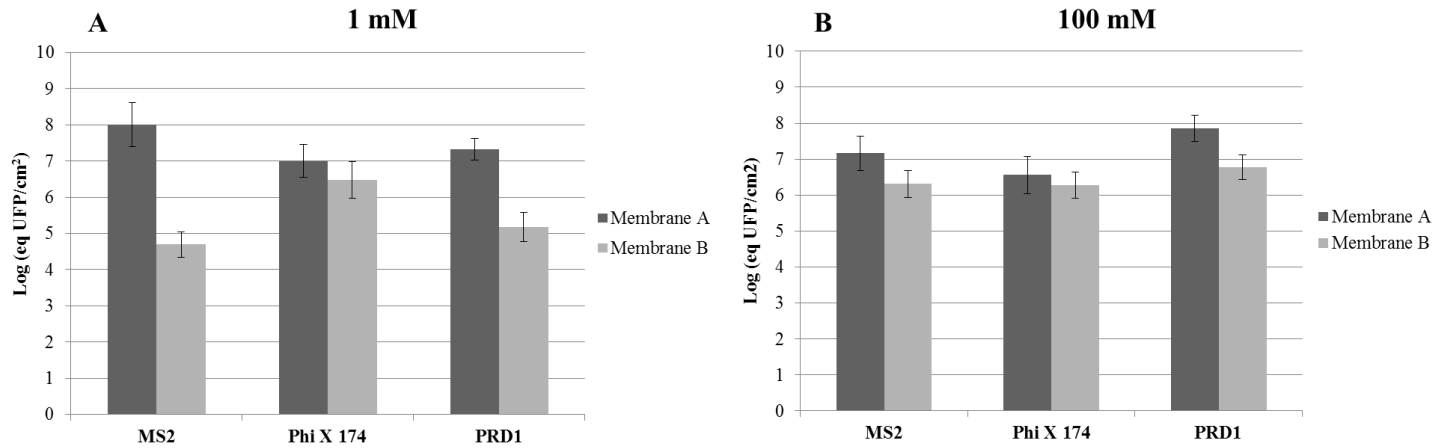 A
1 mM
Log (eq UFP/cm²)
10
9
8
7
6
5
4
3
2
1
0
MS2
Phi X 174
PRD1
Membrane A
Membrane B
B
100 mM
Log (eq UFP/cm2)
10
9
8
7
6
5
4
3
2
1
0
MS2
Phi X 174
PRD1
Membrane A
Membrane B